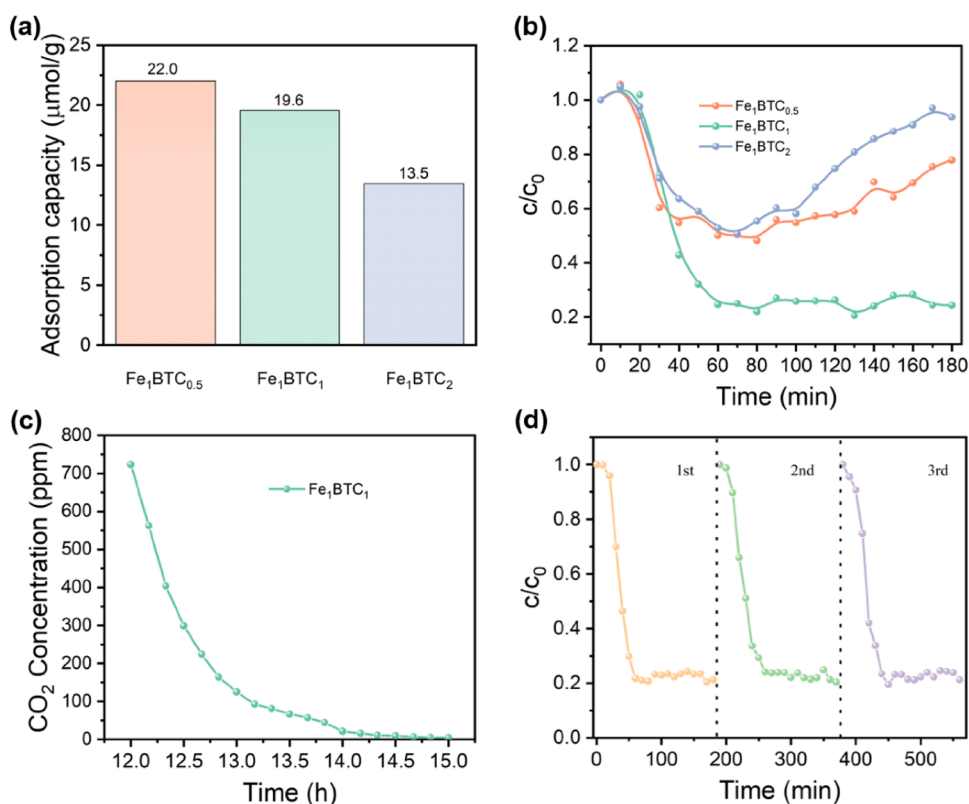 (a)
Adsorption capacity (μmol/g)
25
20
15
10
5
0
22.0
19.6
13.5
Fe₁BTC₀.₅
Fe₁BTC₁
Fe₁BTC₂
(b)
c/c₀
1.2
1.0
0.8
0.6
0.4
0.2
Fe₁BTC₀.₅
Fe₁BTC₁
Fe₁BTC₂
0 20 40 60 80 100 120 140 160 180
Time (min)
(c)
CO₂ Concentration (ppm)
800
700
600
500
400
300
200
100
0
Fe₁BTC₁
12.0 12.5 13.0 13.5 14.0 14.5 15.0
Time (h)
(d)
c/c₀
1.0
0.8
0.6
0.4
0.2
0.0
1st 2nd 3rd
0 100 200 300 400 500
Time (min)